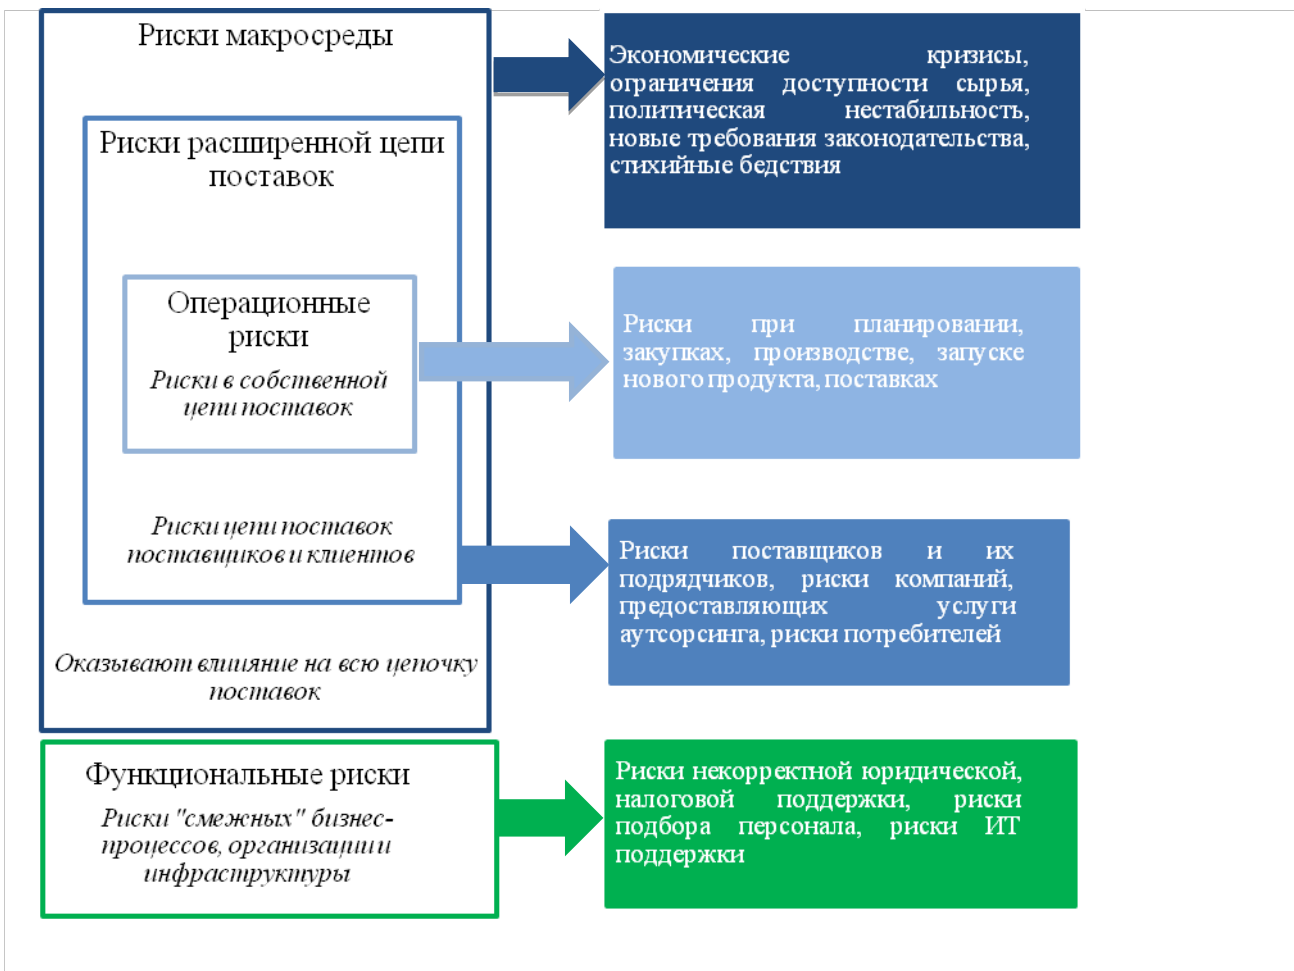 Риски макросреды
Экономические кризисы,
ограничения доступности сырья,
политическая нестабильность,
новые требования законодательства,
стихийные бедствия
Риски расширенной цепи
поставок
Операционные
риски
Риски в собственной
цепи поставок
Риски при планировании,
закупках, производстве, запуске
нового продукта, поставках
Риски цепи поставок
поставщиков и клиентов
Риски поставщиков и их
подрядчиков, риски компаний,
предоставляющих услуги
аутсорсинга, риски потребителей
Оказывают влияние на всю цепочку
поставок
Функциональные риски
Риски "смежных" бизнес-
процессов, организации и
инфраструктуры
Риски некорректной юридической,
налоговой поддержки, риски
подбора персонала, риски ИТ
поддержки